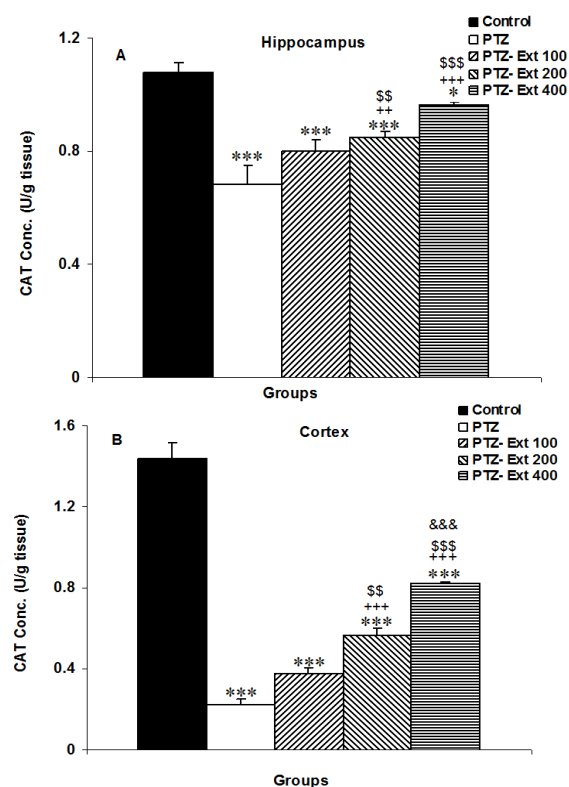 Control
PTZ
PTZ- Ext 100
PTZ- Ext 200
PTZ- Ext 400
A
Hippocampus
CAT Conc. (U/g tissue)
1.2
0.8
0.4
0
***
***
$$
++
***
$$$
+++
*
Groups
Control
PTZ
PTZ- Ext 100
PTZ- Ext 200
PTZ- Ext 400
B
Cortex
CAT Conc. (U/g tissue)
1.6
1.2
0.8
0.4
0
***
***
$$
+++
***
&&&
$$$
+++
***
Groups